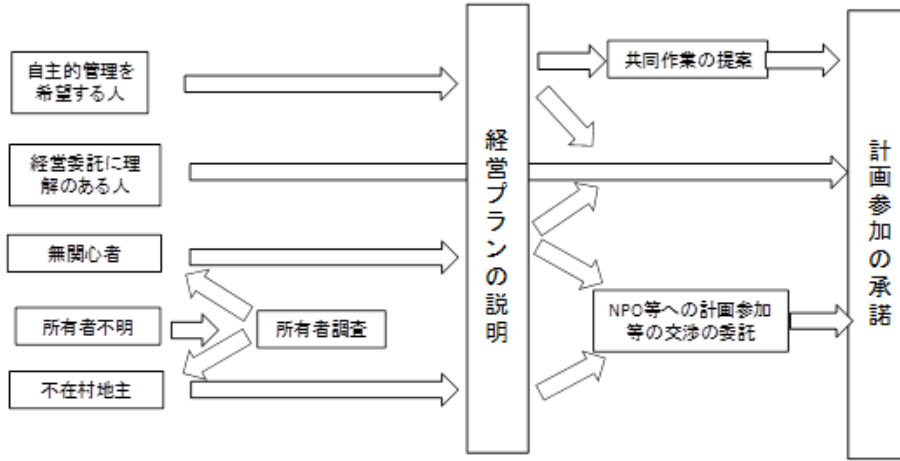 自主的管理を
希望する人
経営委託に理
解のある人
無関心者
所有者不明
不在村地主
所有者調査
経営プランの説明
共同作業の提案
NPO等への計画参加
等の交渉の委託
計画参加の承諾